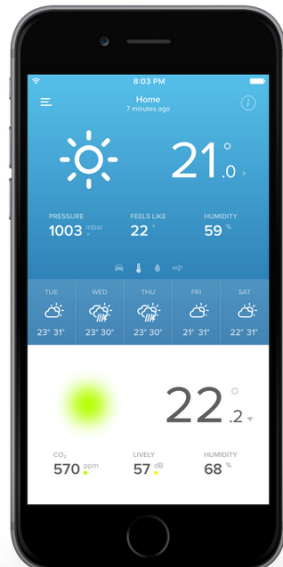 8:03 PM
Home
7 minutes ago
21°.0
PRESSURE FEELS LIKE HUMIDITY
1003 mbar 22 ° 59 %
TUE WED THU FRI SAT
23° 31° 23° 30° 23° 30° 21° 31° 22° 31°
22°.2
CO₂ LIVELY HUMIDITY
570 ppm 57 dB 68 %